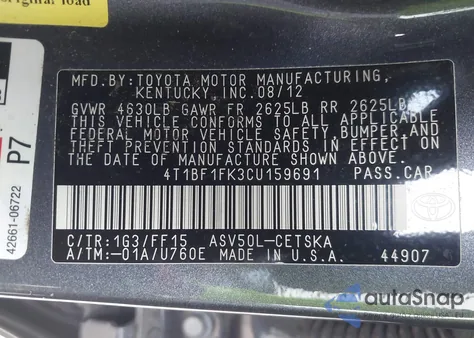 original load
MFD.BY:TOYOTA MOTOR MANUFACTURING,
KENTUCKY, INC.08/12
GVWR 4630LB GAWR FR 2625LB RR 2625LB
THIS VEHICLE CONFORMS TO ALL APPLICABLE
FEDERAL MOTOR VEHICLE SAFETY, BUMPER, AND
THEFT PREVENTION STANDARDS IN EFFECT ON
THE DATE OF MANUFACTURE SHOWN ABOVE.
4T1BF1FK3CU159691 PASS.CAR
C/TR:1G3/FF15 ASV50L-CETSKA
A/TM:-01A/U760E MADE IN U.S.A. 44907
P7
42661-06722
TOYOTA
autoSnap